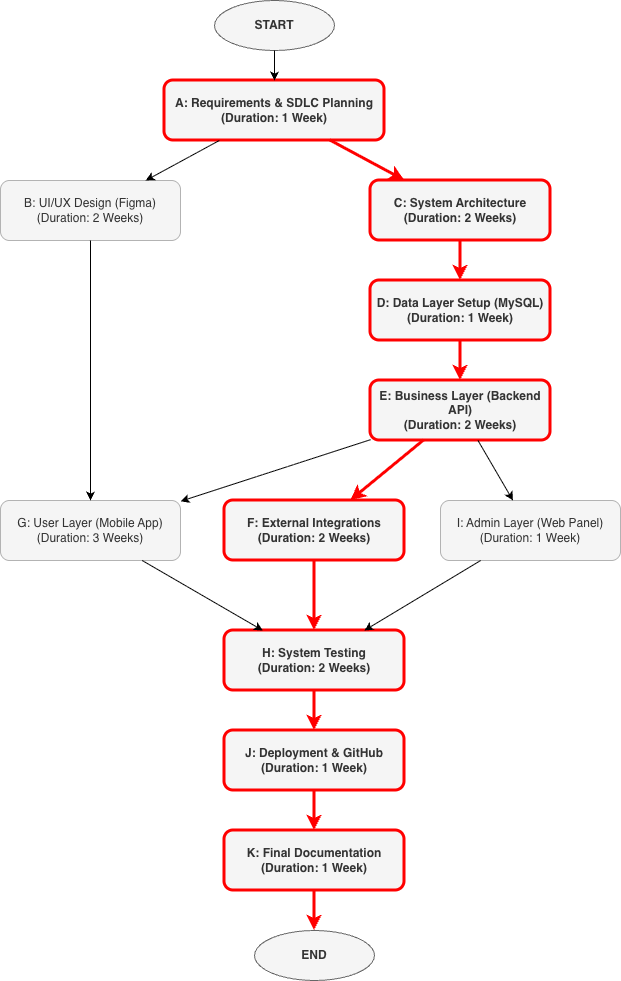 START
A: Requirements & SDLC Planning
(Duration: 1 Week)
B: UI/UX Design (Figma)
(Duration: 2 Weeks)
C: System Architecture
(Duration: 2 Weeks)
D: Data Layer Setup (MySQL)
(Duration: 1 Week)
E: Business Layer (Backend
API)
(Duration: 2 Weeks)
G: User Layer (Mobile App)
(Duration: 3 Weeks)
F: External Integrations
(Duration: 2 Weeks)
I: Admin Layer (Web Panel)
(Duration: 1 Week)
H: System Testing
(Duration: 2 Weeks)
J: Deployment & GitHub
(Duration: 1 Week)
K: Final Documentation
(Duration: 1 Week)
END